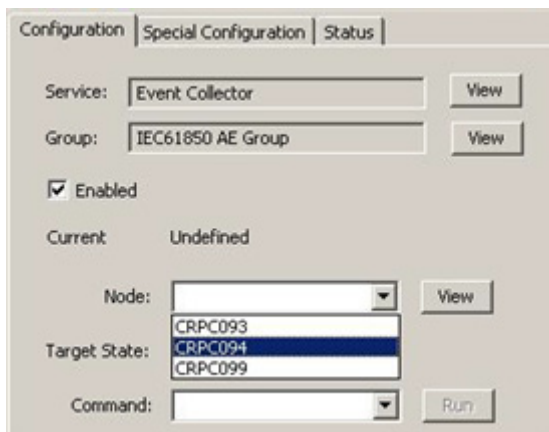 Configuration Special Configuration Status
Service: Event Collector View
Group: IEC61850 AE Group View
Enabled
Current Undefined
Node: View
CRPC093
Target State: CRPC094
CRPC099
Command: Run